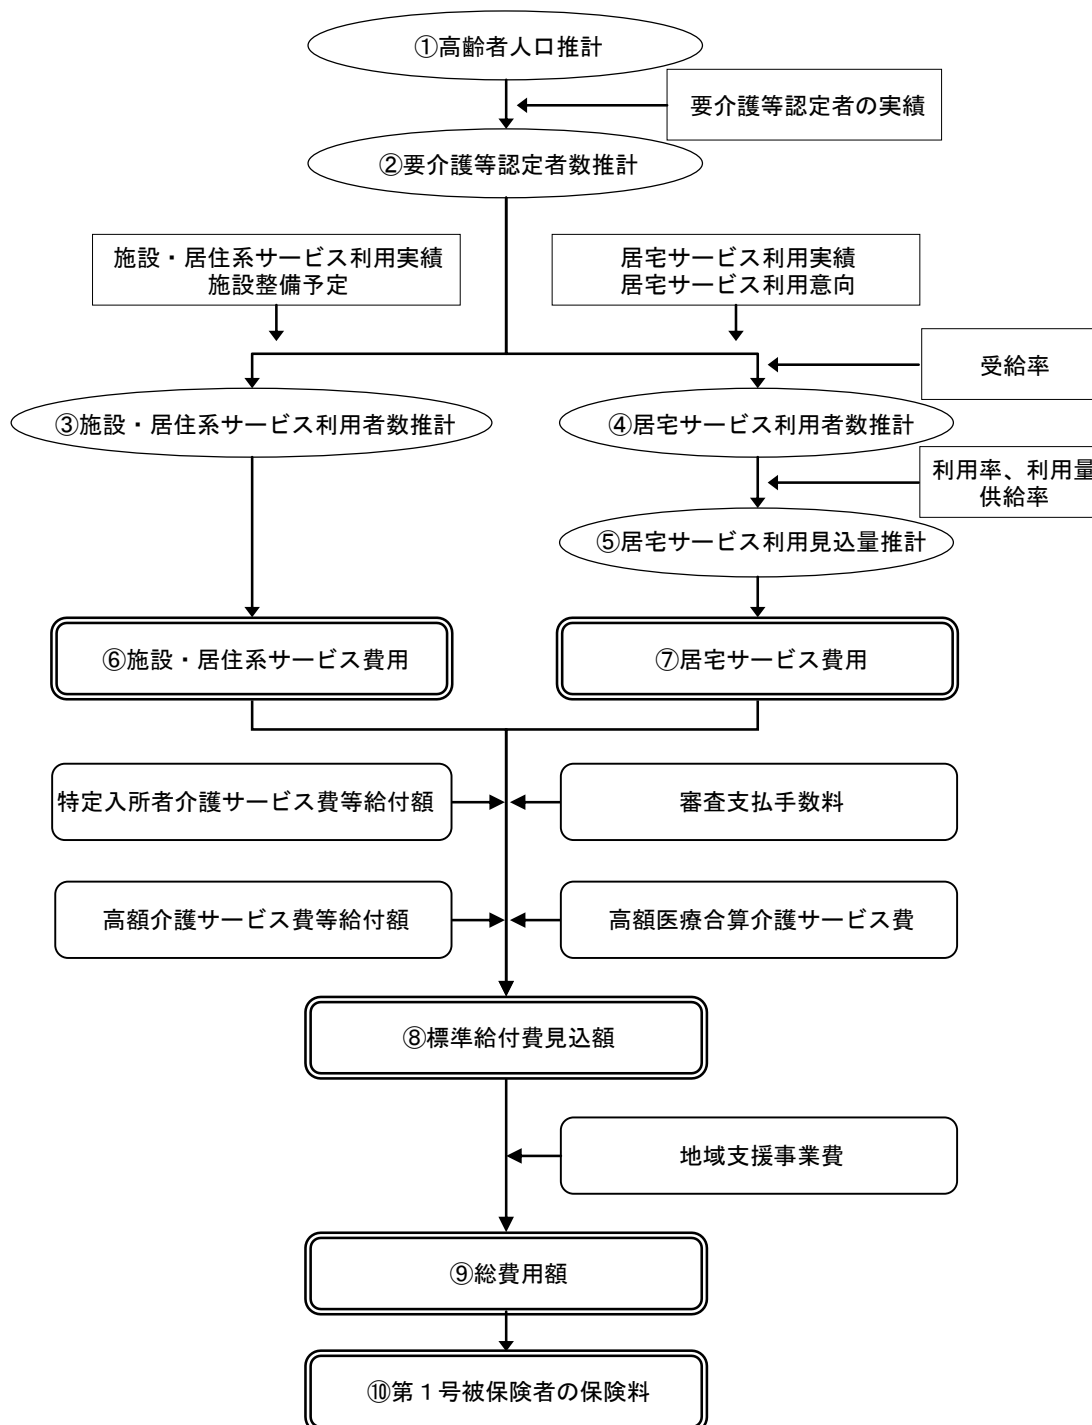 ①高齢者人口推計
要介護等認定者の実績
②要介護等認定者数推計
施設・居住系サービス利用実績
施設整備予定
居宅サービス利用実績
居宅サービス利用意向
受給率
③施設・居住系サービス利用者数推計
④居宅サービス利用者数推計
利用率、利用量
供給率
⑤居宅サービス利用見込量推計
⑥施設・居住系サービス費用
⑦居宅サービス費用
特定入所者介護サービス費等給付額
審査支払手数料
高額介護サービス費等給付額
高額医療合算介護サービス費
⑧標準給付費見込額
地域支援事業費
⑨総費用額
⑩第１号被保険者の保険料